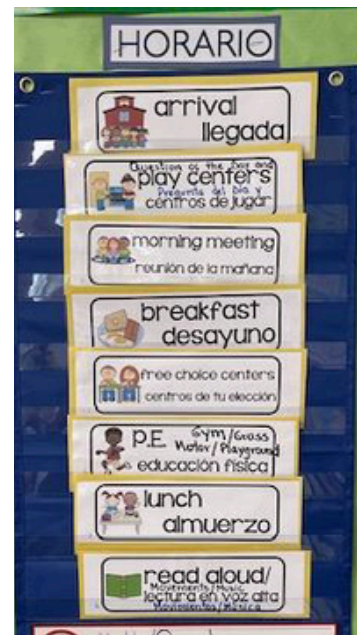 HORARIO
arrival
llegada
Question of the Day and
play centers
Pregunta del Día y
centros de jugar
morning meeting
reunión de la mañana
breakfast
desayuno
free choice centers
centros de tu elección
P.E. Gym/Gross
Motor/Playground
educación física
lunch
almuerzo
read aloud/
Movements/Music
lectura en voz alta
Movimientos/Música